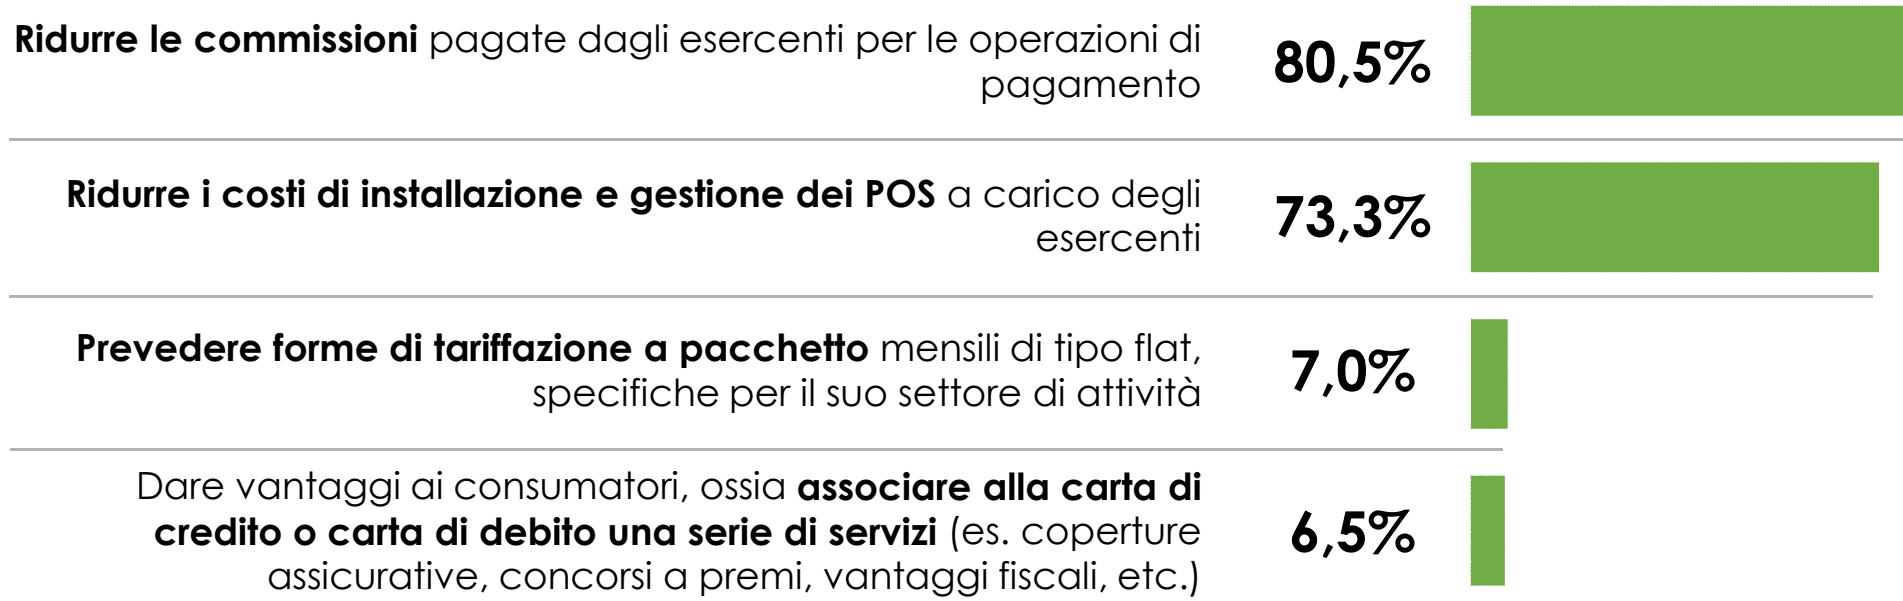 Ridurre le commissioni pagate dagli esercenti per le operazioni di
pagamento
80,5%
Ridurre i costi di installazione e gestione dei POS a carico degli
esercenti
73,3%
Prevedere forme di tariffazione a pacchetto mensili di tipo flat,
specifiche per il suo settore di attività
7,0%
Dare vantaggi ai consumatori, ossia associare alla carta di
credito o carta di debito una serie di servizi (es. coperture
assicurative, concorsi a premi, vantaggi fiscali, etc.)
6,5%